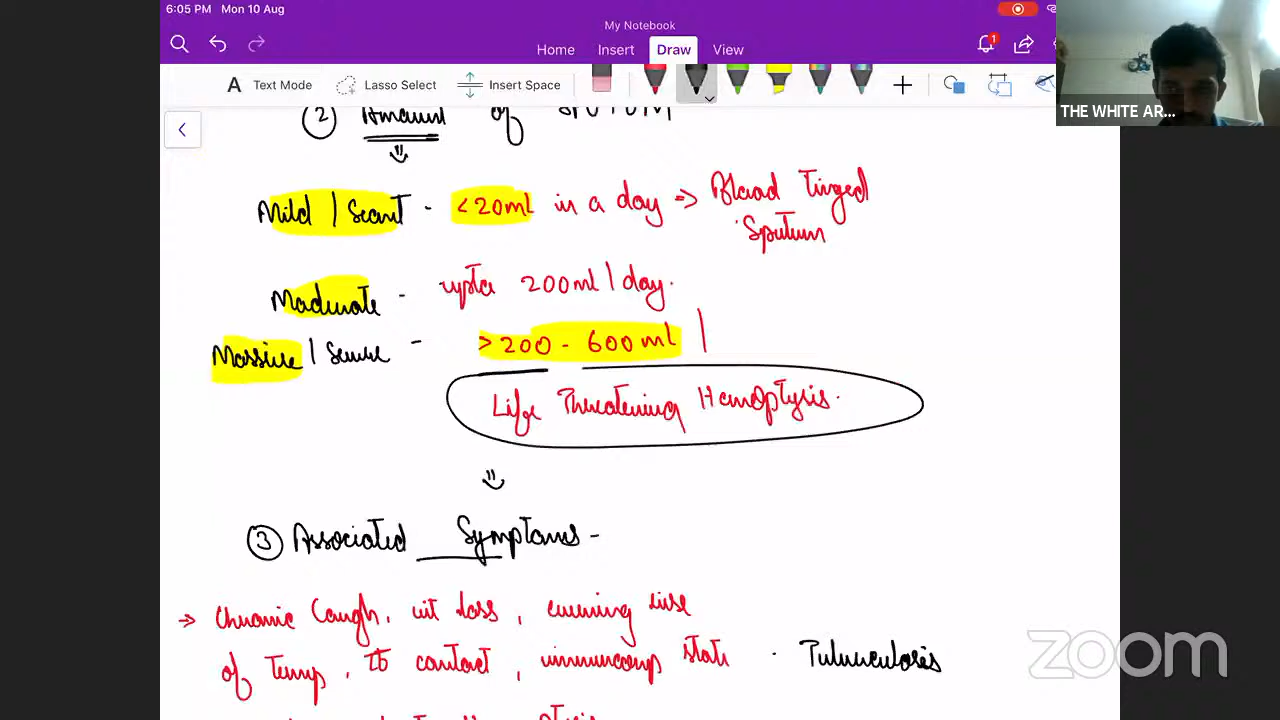 6:05 PM Mon 10 Aug
My Notebook
Home Insert Draw View
1
A Text Mode Lasso Select Insert Space
THE WHITE AR...
② Amount of SPUTUM
Mild | Scant - <20ml in a day => Blood Tinged
Sputum
Moderate - upto 200ml/day.
Massive | Severe - >200 - 600ml |
Life Threatening Hemoptysis.
③ Associated Symptoms -
→ Chronic Cough, wt loss, evening rise
of Temp, TB contact, immunocomp state . Tuberculosis
zoom